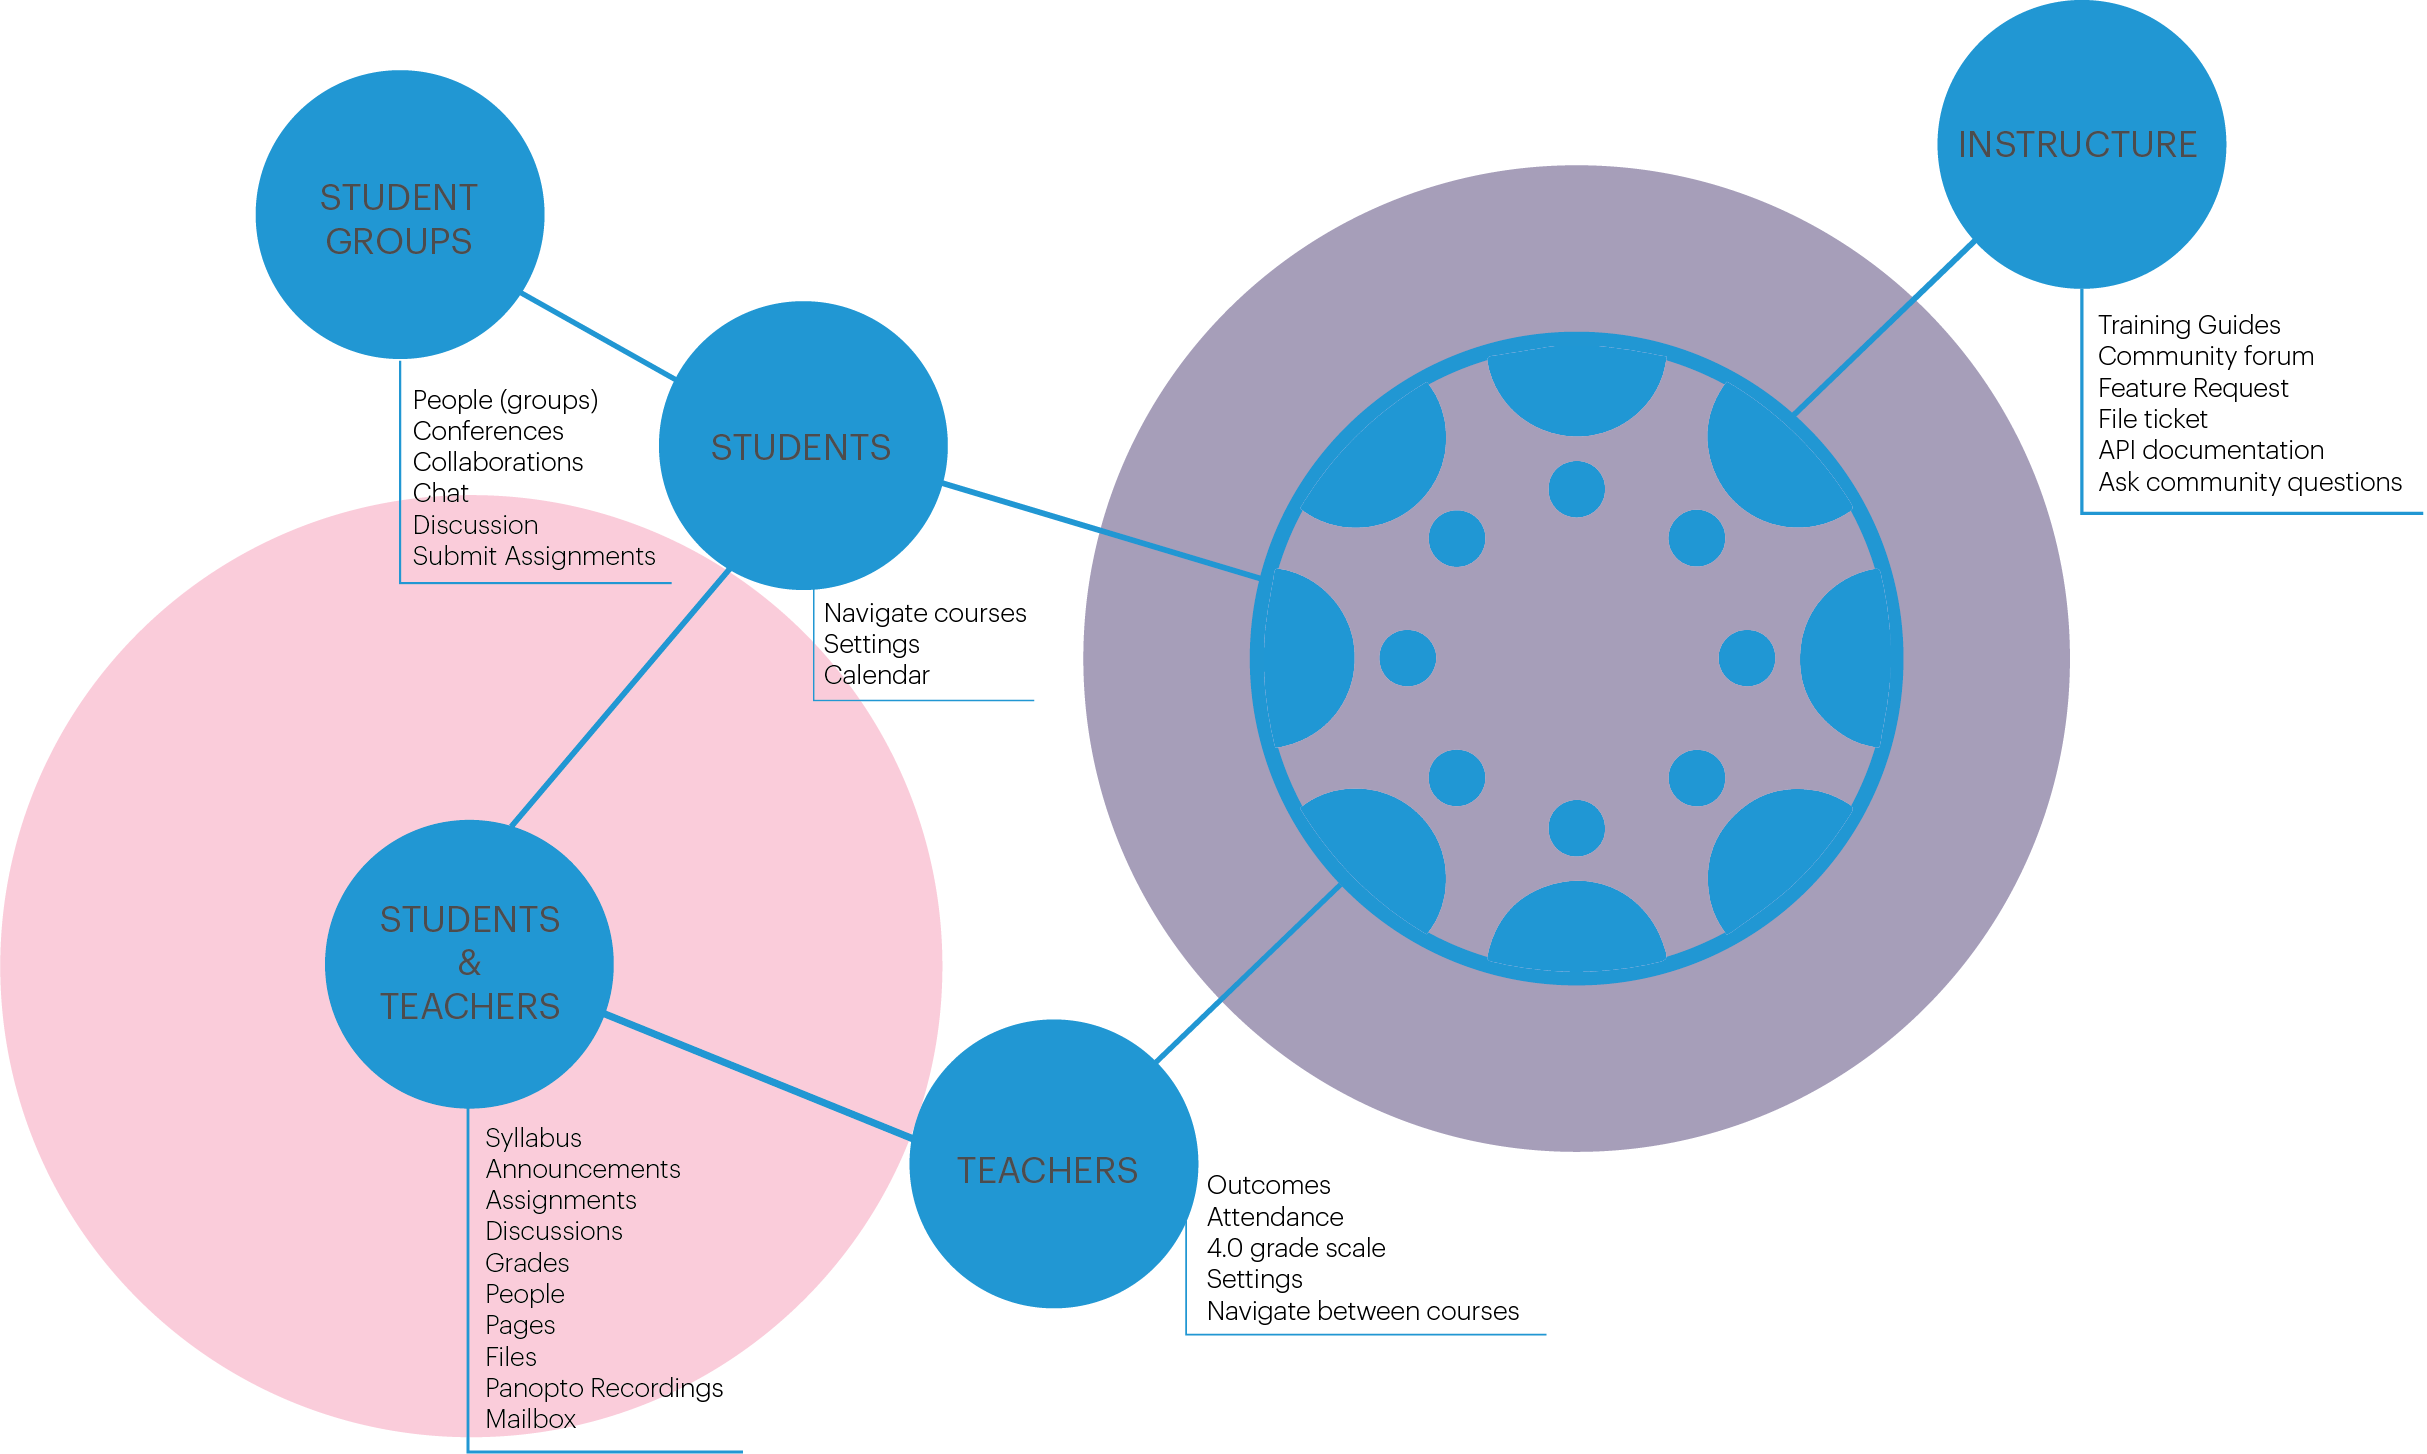 INSTRUCTURE
Training Guides
Community forum
Feature Request
File ticket
API documentation
Ask community questions
STUDENT
GROUPS
People (groups)
Conferences
Collaborations
Chat
Discussion
Submit Assignments
STUDENTS
Navigate courses
Settings
Calendar
STUDENTS
&
TEACHERS
Syllabus
Announcements
Assignments
Discussions
Grades
People
Pages
Files
Panopto Recordings
Mailbox
TEACHERS
Outcomes
Attendance
4.0 grade scale
Settings
Navigate between courses